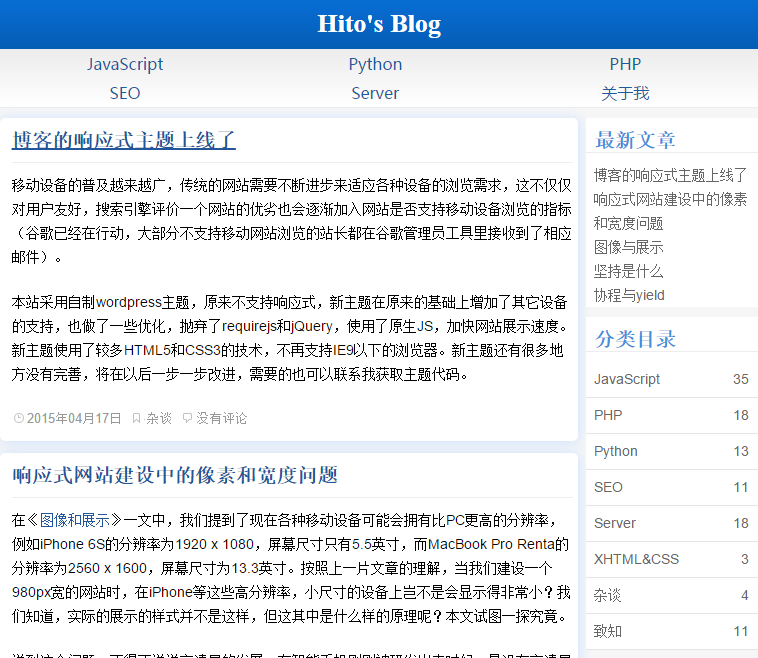 Hito's Blog
JavaScript Python PHP
SEO Server 关于我
博客的响应式主题上线了
移动设备的普及越来越广，传统的网站需要不断进步来适应各种设备的浏览需求，这不仅仅
对用户友好，搜索引擎评价一个网站的优劣也会逐渐加入网站是否支持移动设备浏览的指标
（谷歌已经在行动，大部分不支持移动网站浏览的站长都在谷歌管理员工具里接收到了相应
邮件）。
本站采用自制wordpress主题，原来不支持响应式，新主题在原来的基础上增加了其它设备
的支持，也做了一些优化，抛弃了requirejs和jQuery，使用了原生JS，加快网站展示速度。
新主题使用了较多HTML5和CSS3的技术，不再支持IE9以下的浏览器。新主题还有很多地
方没有完善，将在以后一步一步改进，需要的也可以联系我获取主题代码。
2015年04月17日 杂谈 没有评论
响应式网站建设中的像素和宽度问题
在《图像和展示》一文中，我们提到了现在各种移动设备可能会拥有比PC更高的分辨率，
例如iPhone 6S的分辨率为1920 x 1080，屏幕尺寸只有5.5英寸，而MacBook Pro Renta的
分辨率为2560 x 1600，屏幕尺寸为13.3英寸。按照上一片文章的理解，当我们建设一个
980px宽的网站时，在iPhone等这些高分辨率，小尺寸的设备上岂不是会显示得非常小？我
们知道，实际的展示的样式并不是这样，但这其中是什么样的原理呢？本文试图一探究竟。
最新文章
博客的响应式主题上线了
响应式网站建设中的像素
和宽度问题
图像与展示
坚持是什么
协程与yield
分类目录
JavaScript 35
PHP 18
Python 13
SEO 11
Server 18
XHTML&CSS 3
杂谈 4
致知 11